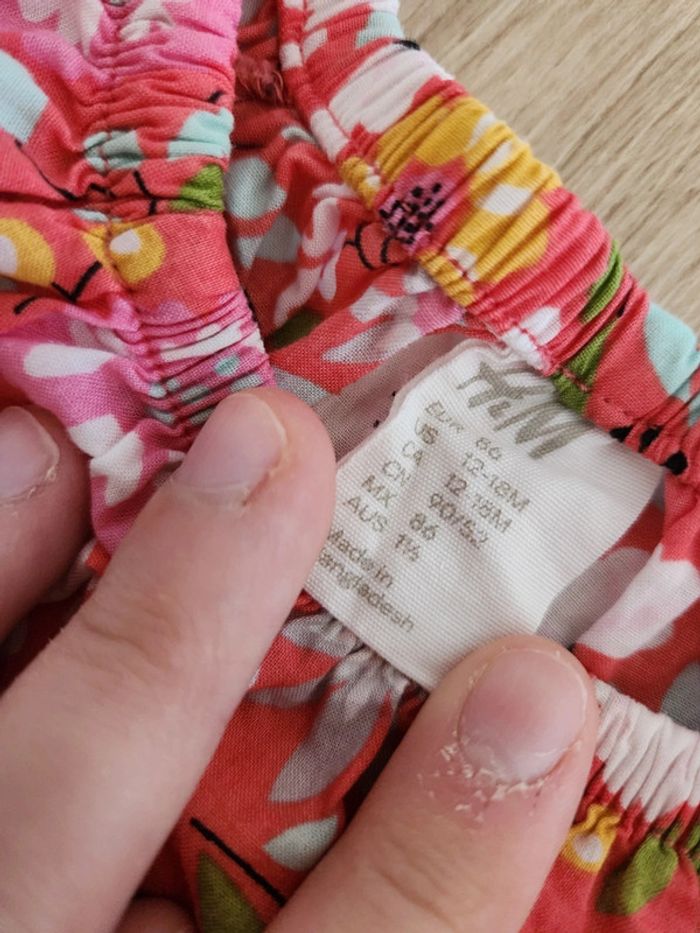 H&M
EUR 86
US 12-18M
CA 12-18M
CN 90/52
MX 86
AUS 1½
Made in
Bangladesh